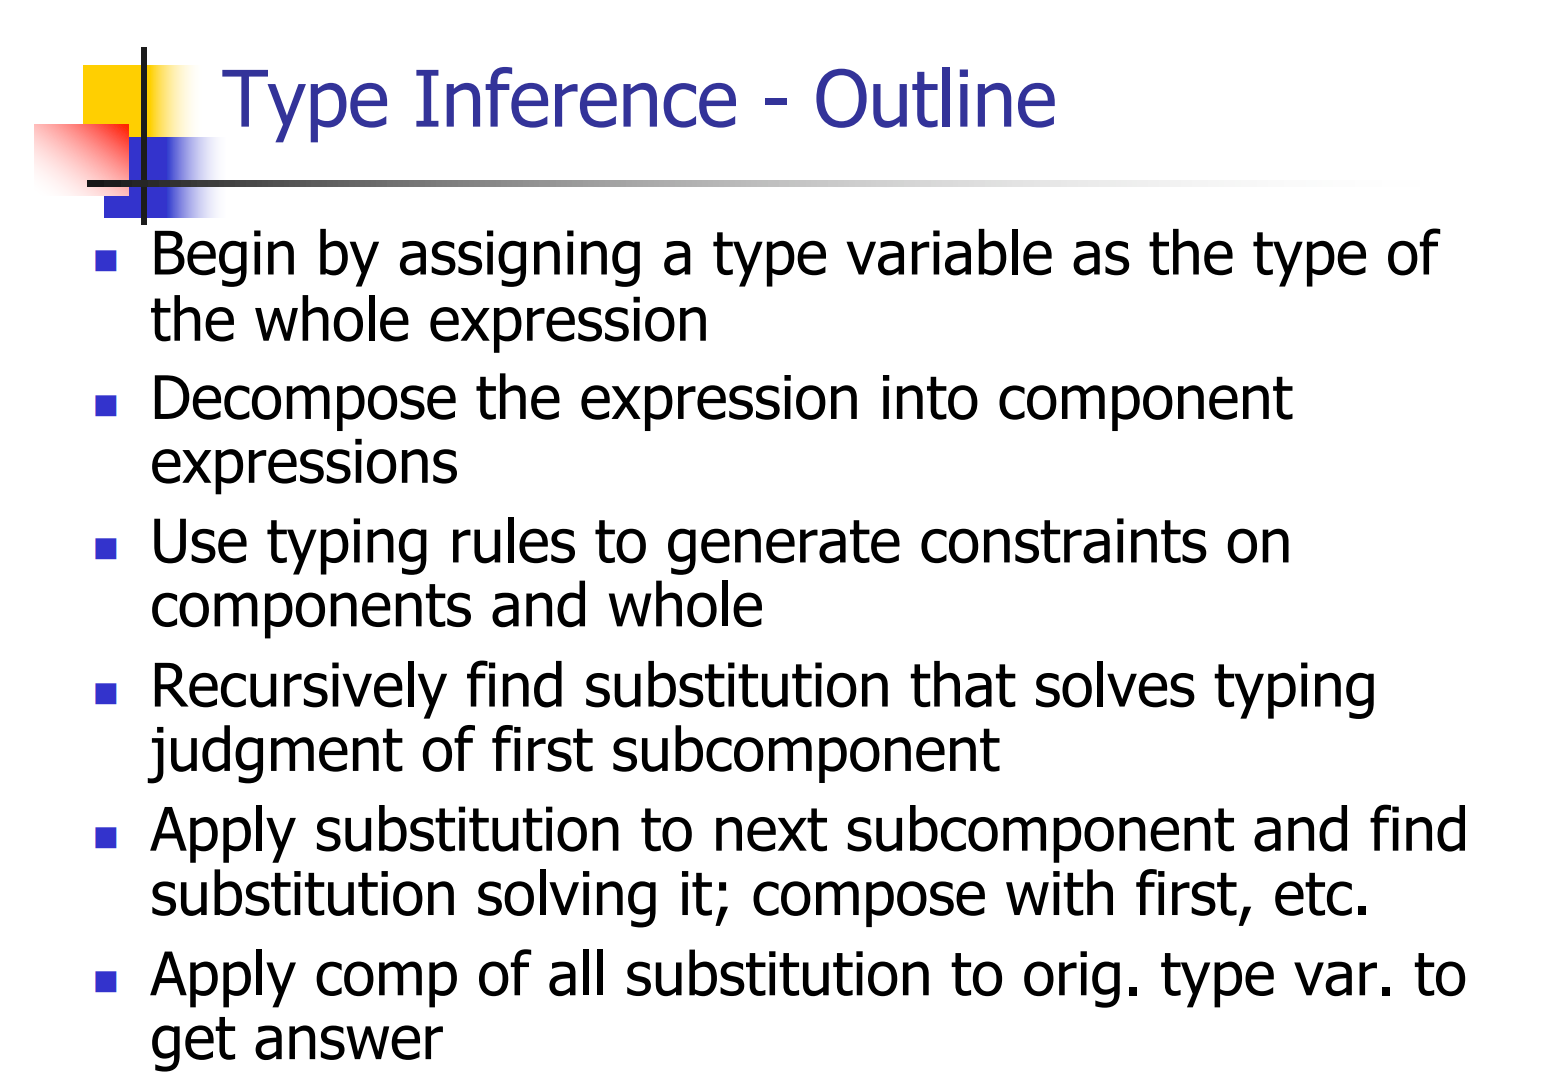 Type Inference - Outline
Begin by assigning a type variable as the type of
the whole expression
Decompose the expression into component
expressions
Use typing rules to generate constraints on
components and whole
Recursively find substitution that solves typing
judgment of first subcomponent
Apply substitution to next subcomponent and find
substitution solving it; compose with first, etc.
Apply comp of all substitution to orig. type var. to
get answer